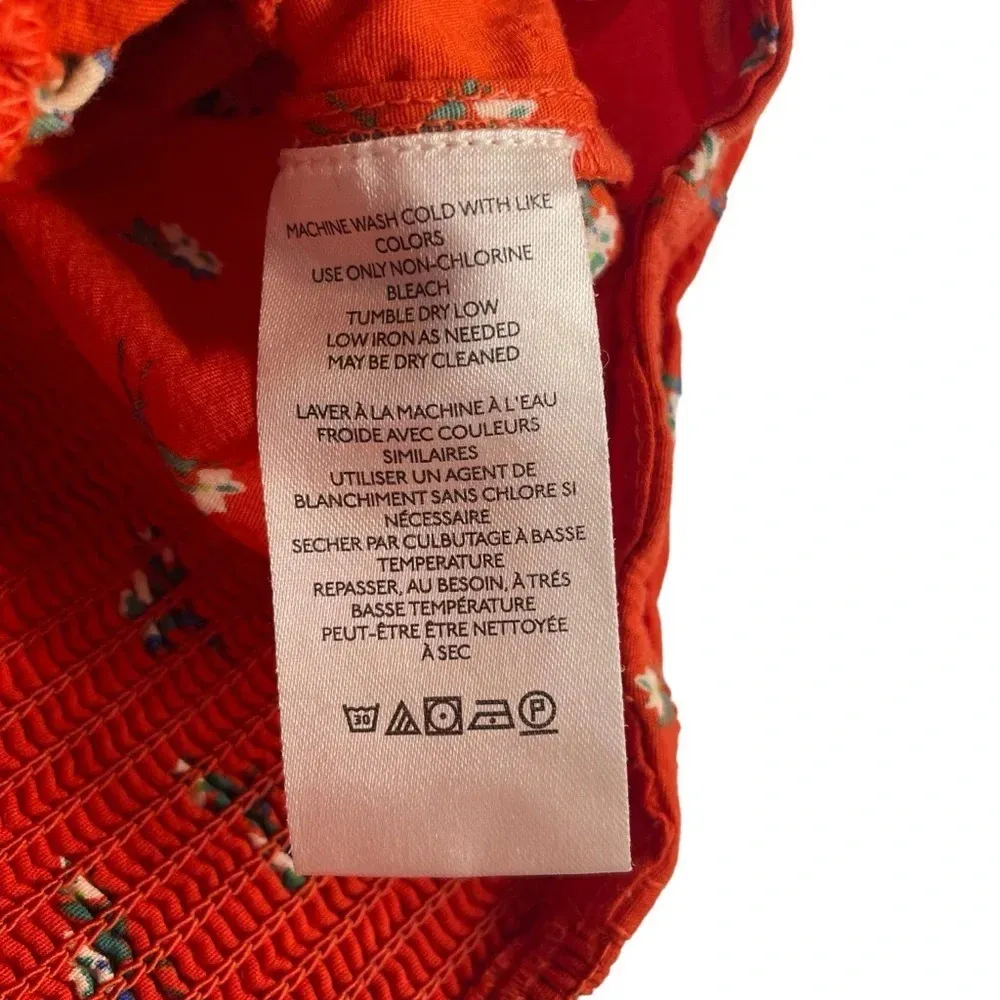 MACHINE WASH COLD WITH LIKE
COLORS
USE ONLY NON-CHLORINE
BLEACH
TUMBLE DRY LOW
LOW IRON AS NEEDED
MAY BE DRY CLEANED
LAVER À LA MACHINE À L'EAU
FROIDE AVEC COULEURS
SIMILAIRES
UTILISER UN AGENT DE
BLANCHIMENT SANS CHLORE SI
NÉCESSAIRE
SECHER PAR CULBUTAGE À BASSE
TEMPERATURE
REPASSER, AU BESOIN, À TRÉS
BASSE TEMPÉRATURE
PEUT-ÊTRE ÊTRE NETTOYÉE
À SEC
30 P